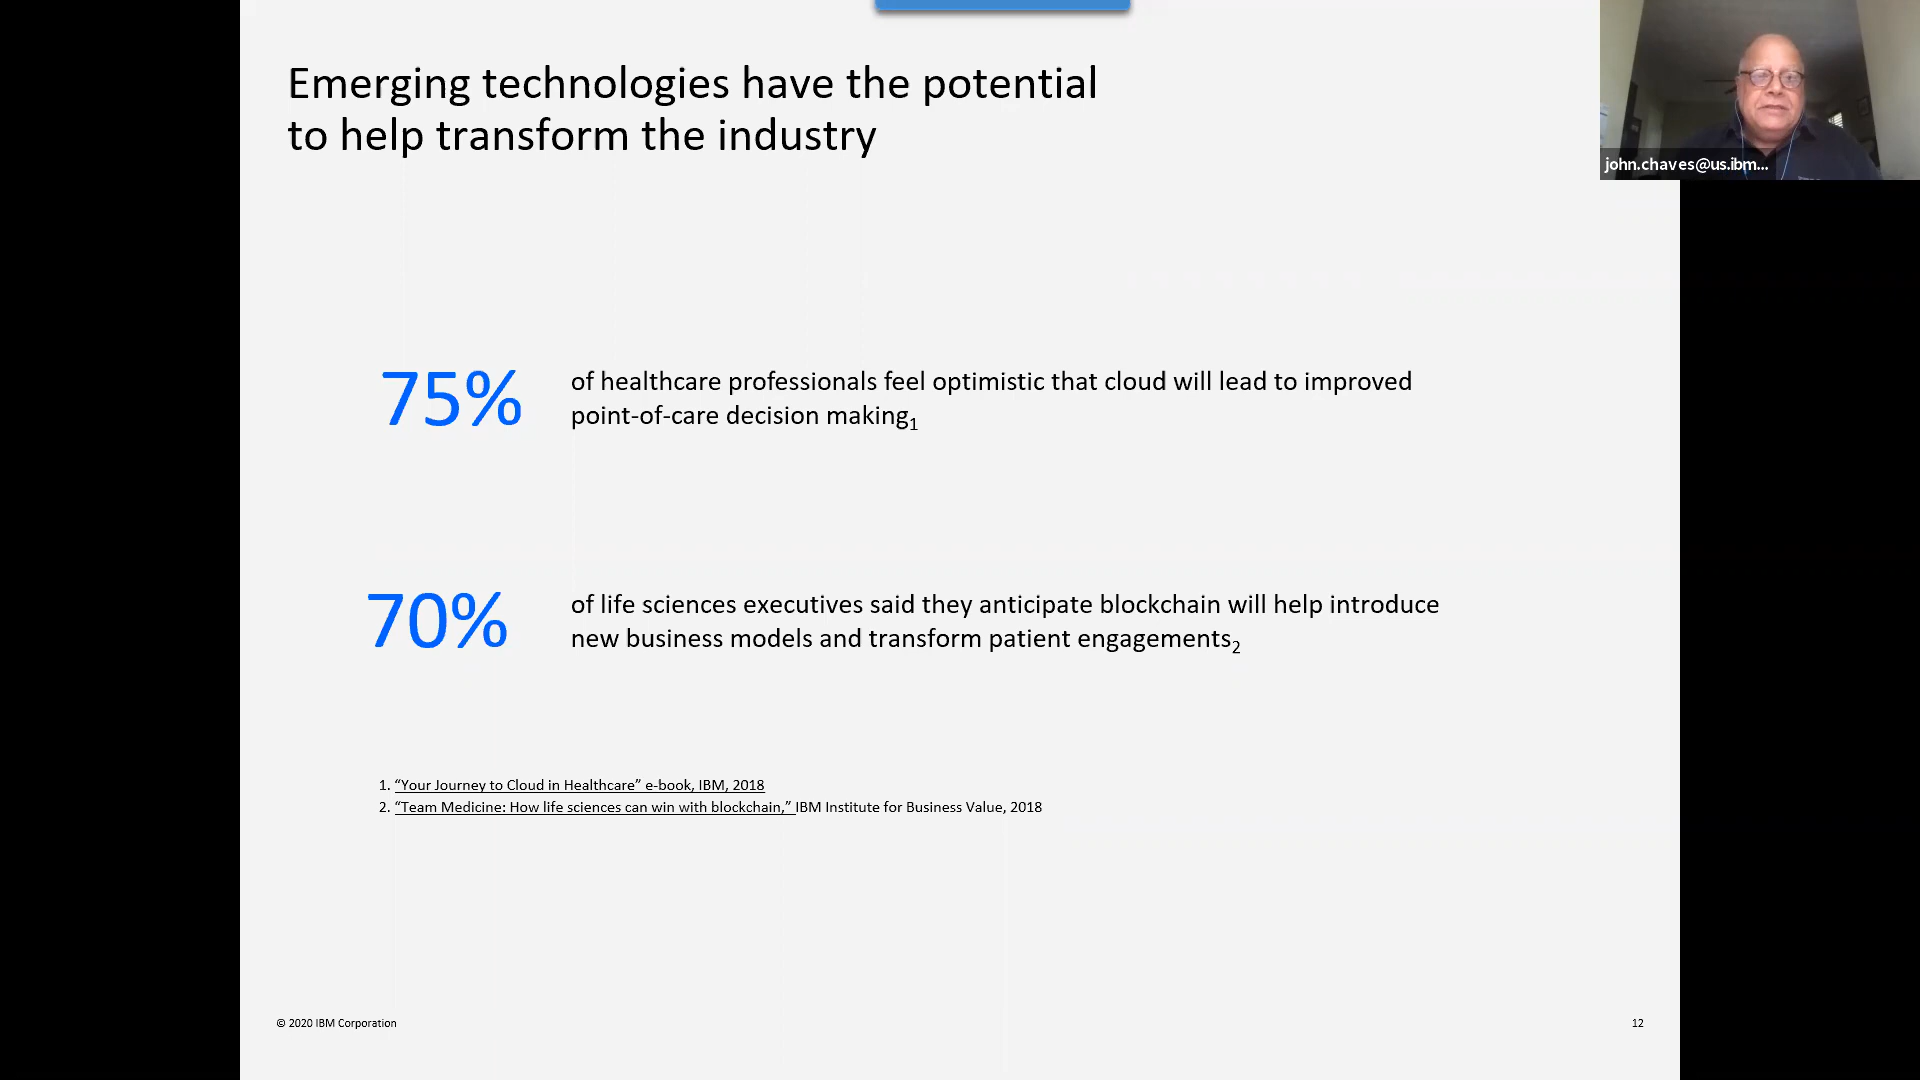 Emerging technologies have the potential
to help transform the industry
john.chaves@us.ibm...
75%
of healthcare professionals feel optimistic that cloud will lead to improved
point-of-care decision making1
70%
of life sciences executives said they anticipate blockchain will help introduce
new business models and transform patient engagements2
1. “Your Journey to Cloud in Healthcare” e-book, IBM, 2018
2. “Team Medicine: How life sciences can win with blockchain,” IBM Institute for Business Value, 2018
© 2020 IBM Corporation
12